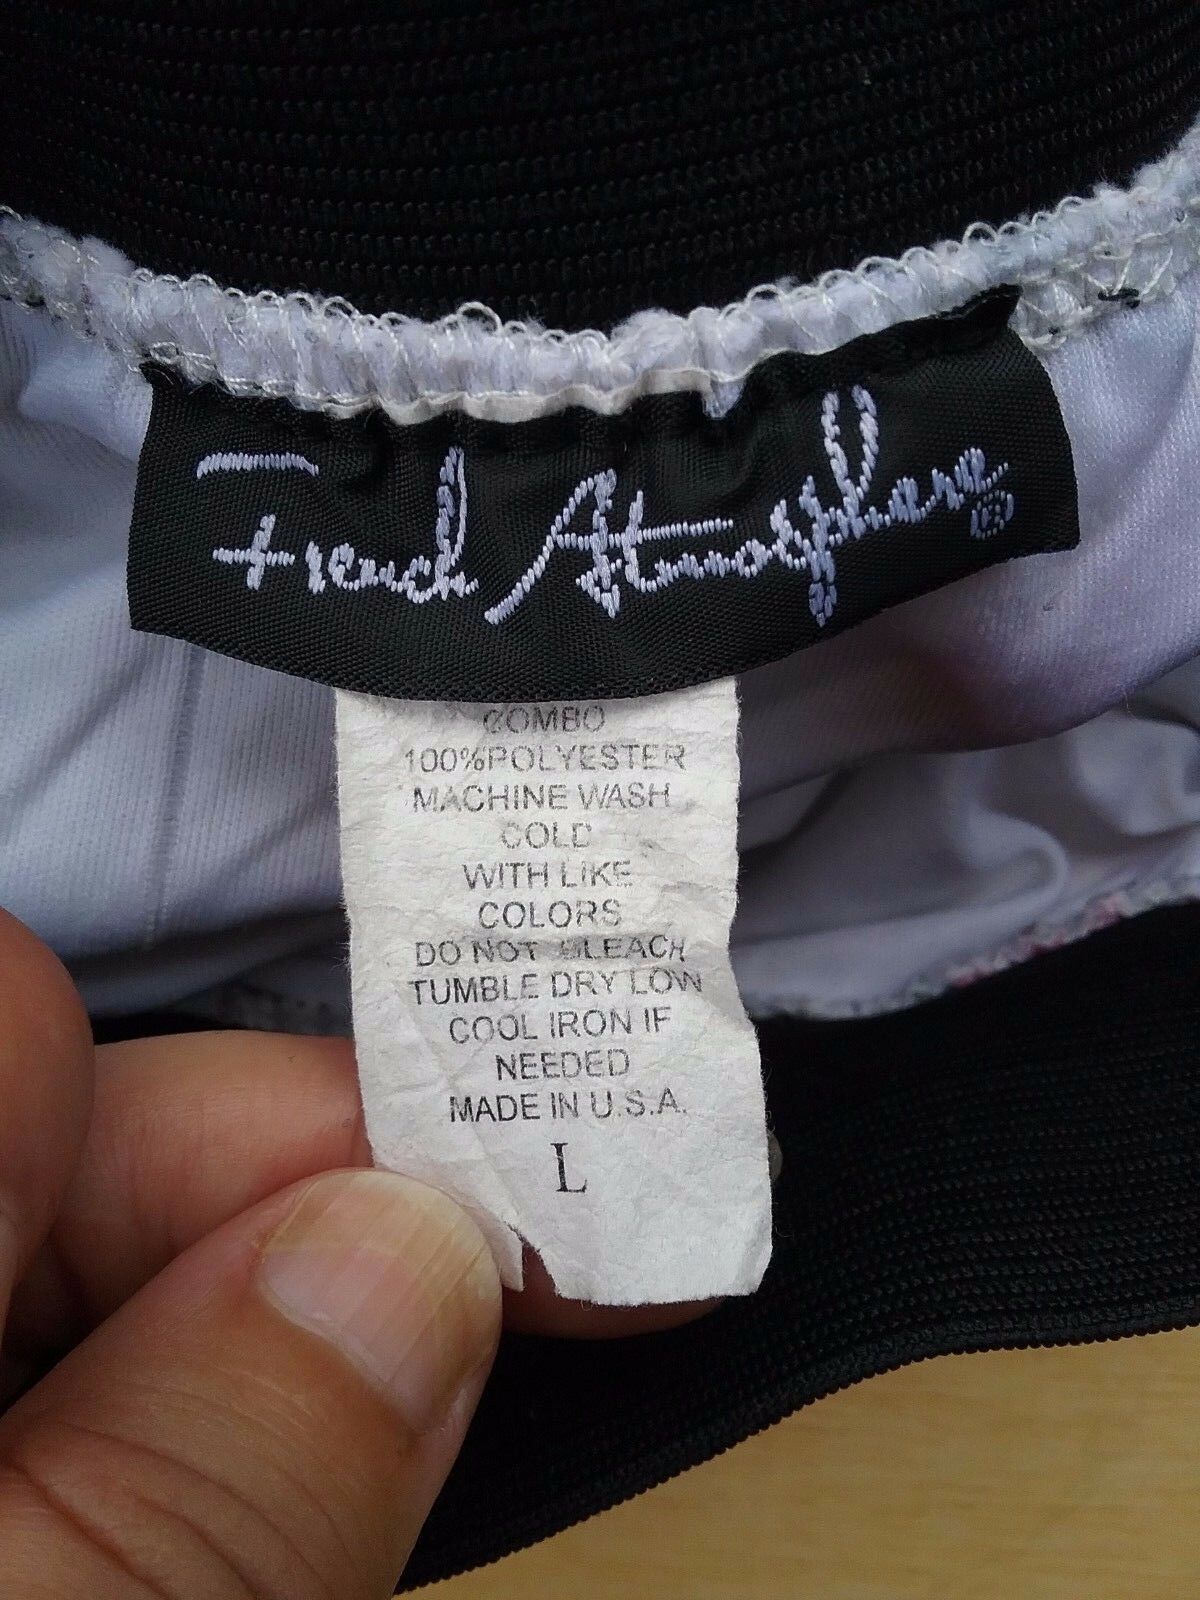 French Atmosphere ®
COMBO
100%POLYESTER
MACHINE WASH
COLD
WITH LIKE
COLORS
DO NOT BLEACH
TUMBLE DRY LOW
COOL IRON IF
NEEDED
MADE IN U.S.A.
L